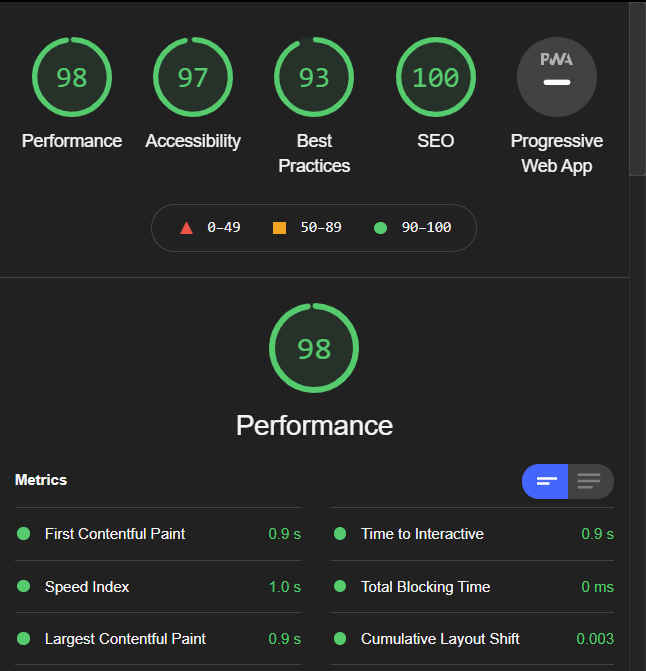 98 97 93 100 PWA
Performance Accessibility Best Practices SEO Progressive Web App
0–49 50–89 90–100
98
Performance
Metrics
First Contentful Paint 0.9 s
Time to Interactive 0.9 s
Speed Index 1.0 s
Total Blocking Time 0 ms
Largest Contentful Paint 0.9 s
Cumulative Layout Shift 0.003